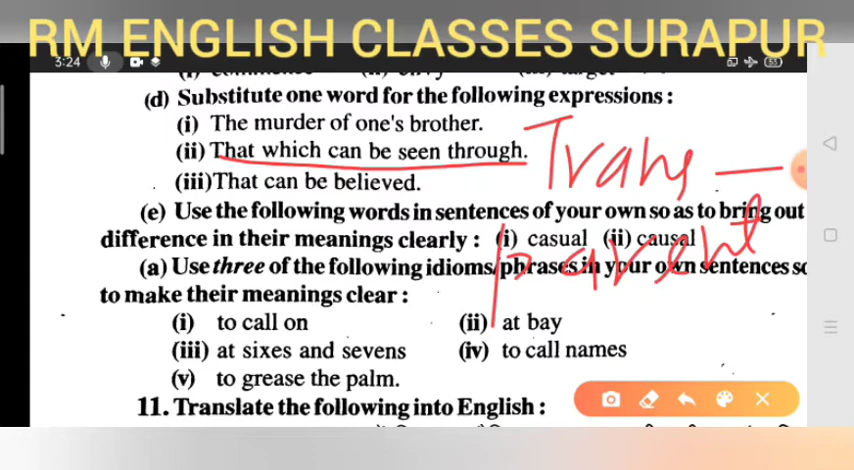 RM ENGLISH CLASSES SURAPUR
3:24
53
(d) Substitute one word for the following expressions :
(i) The murder of one's brother.
(ii) That which can be seen through.
Trans —
(iii) That can be believed.
(e) Use the following words in sentences of your own so as to bring out
difference in their meanings clearly : (i) casual (ii) causal
parent
(a) Use three of the following idioms/phrases in your own sentences so
to make their meanings clear :
(i) to call on (ii) at bay
(iii) at sixes and sevens (iv) to call names
(v) to grease the palm.
11. Translate the following into English :